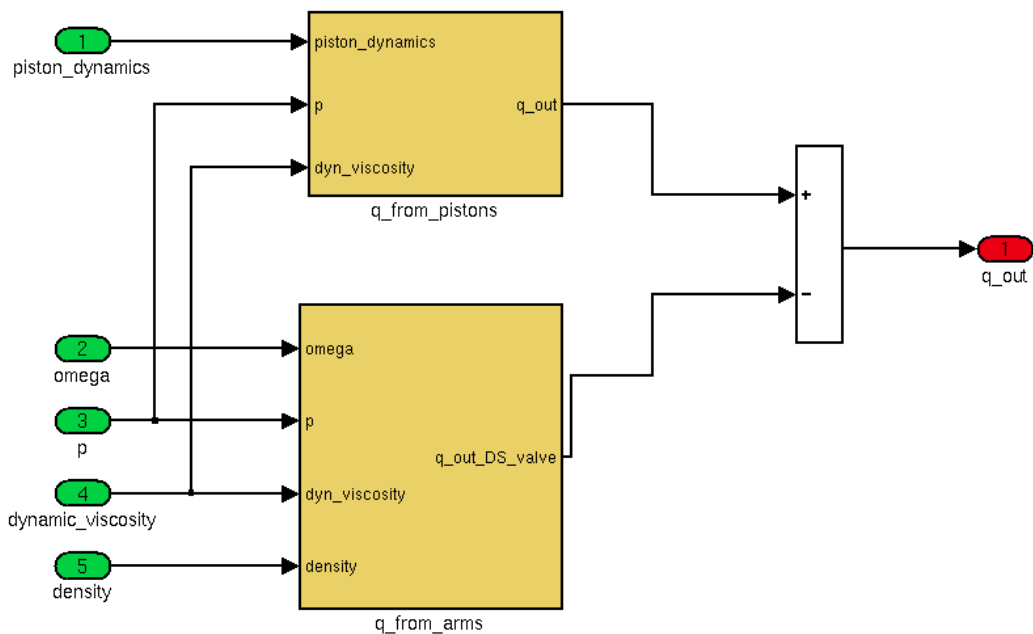 1
piston_dynamics
piston_dynamics
p
dyn_viscosity
q_out
q_from_pistons
+
−
1
q_out
2
omega
3
p
4
dynamic_viscosity
5
density
omega
p
dyn_viscosity
density
q_out_DS_valve
q_from_arms